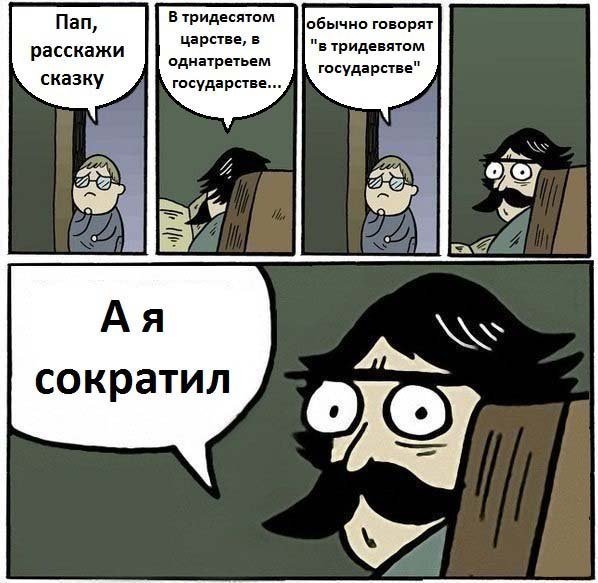 Пап,
расскажи
сказку
В тридесятом
царстве, в
однатретьем
государстве...
обычно говорят
"в тридевятом
государстве"
А я
сократил